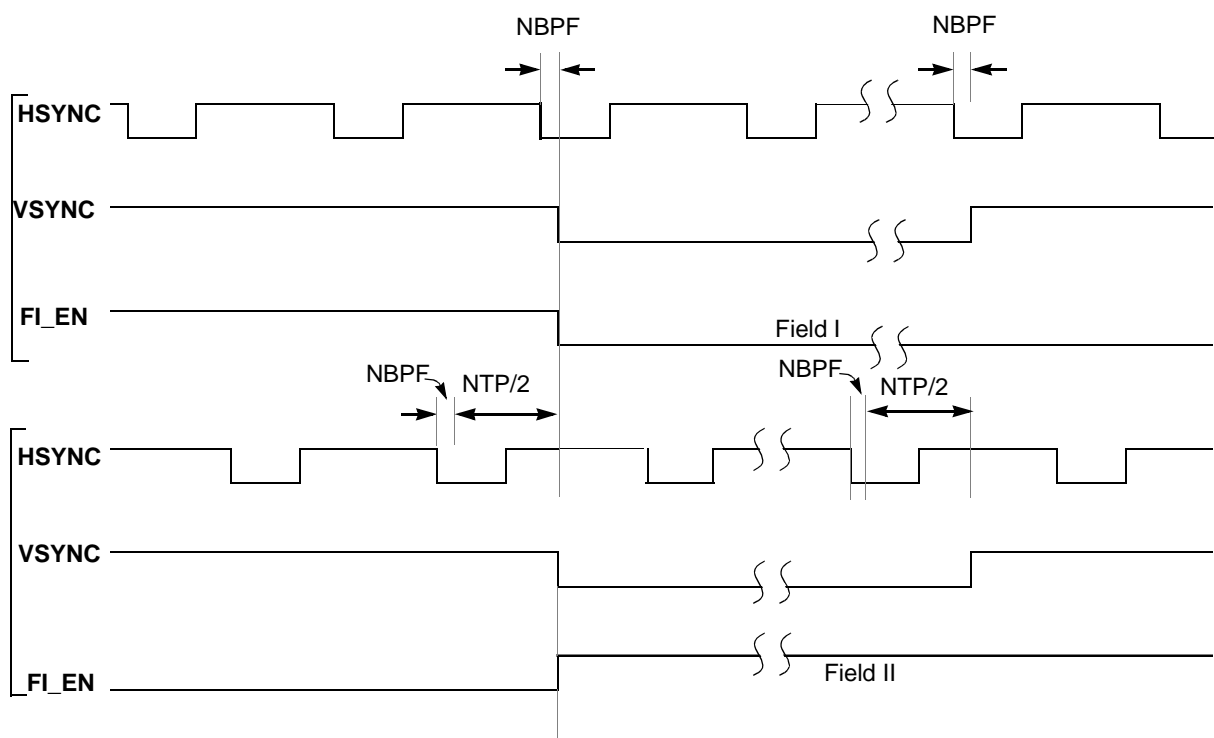 NBPF
NBPF
HSYNC
VSYNC
FI_EN
Field I
NBPF
NTP/2
NBPF
NTP/2
HSYNC
VSYNC
FI_EN
Field II